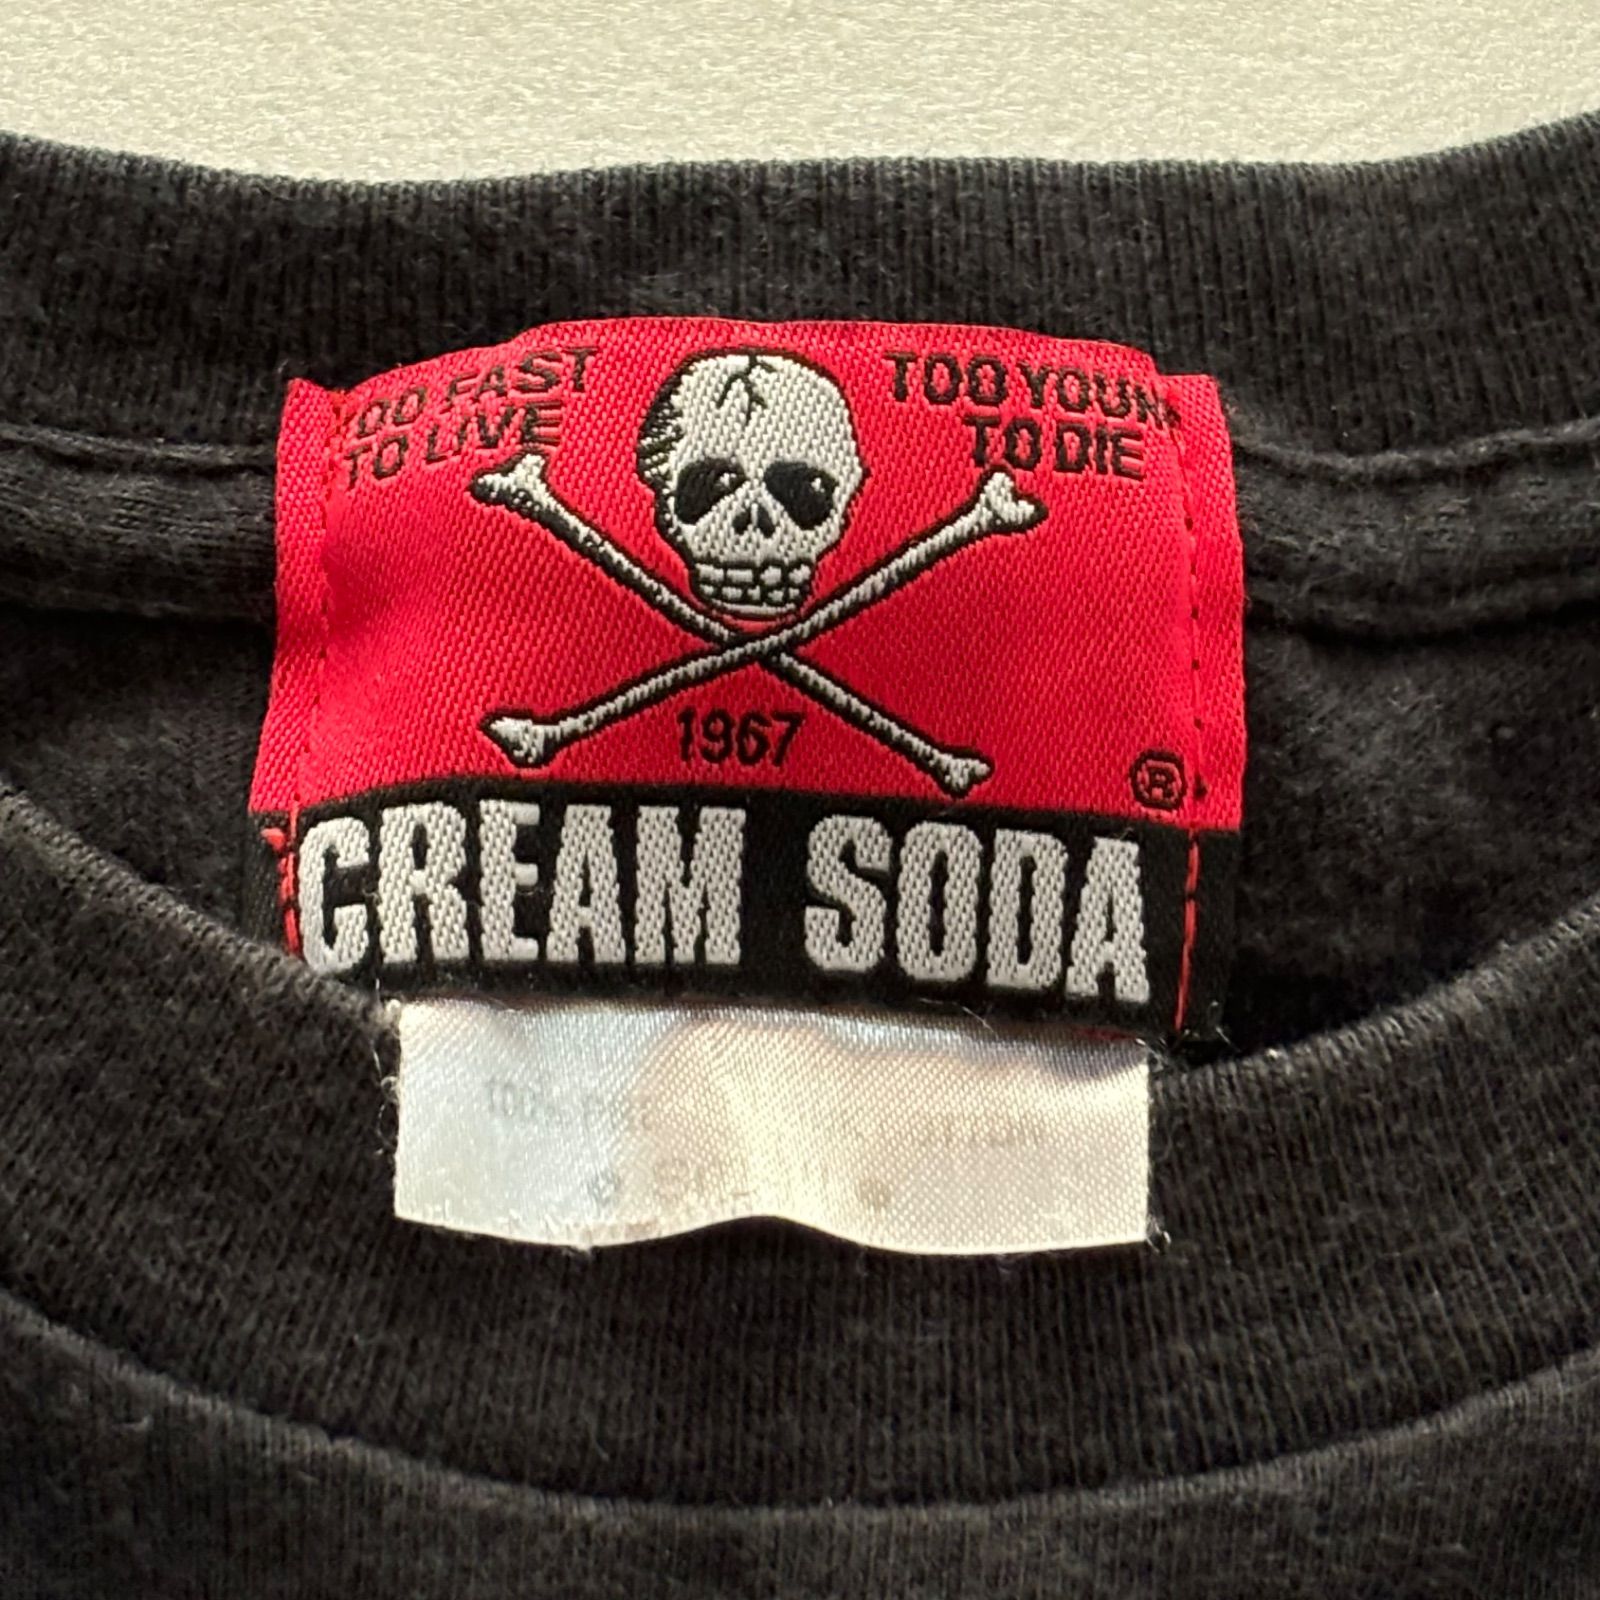 TOO FAST
TO LIVE
TOO YOUNG
TO DIE
1967
®
CREAM SODA